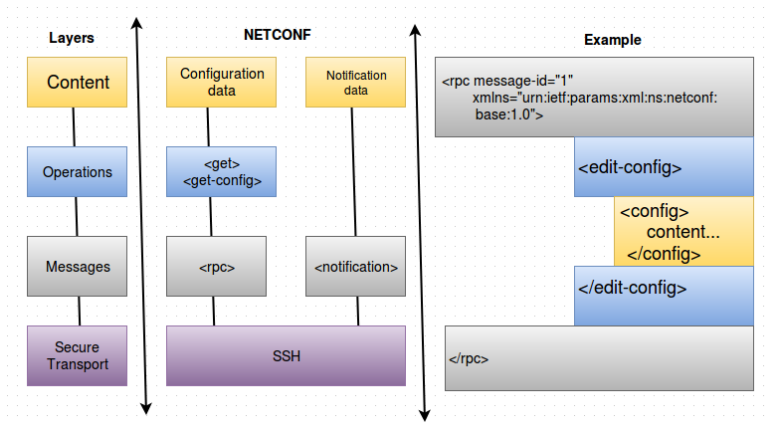 Layers
NETCONF
Example
Content
Configuration
data
Notification
data
<rpc message-id="1"
xmlns="urn:ietf:params:xml:ns:netconf:
base:1.0">
Operations
<get>
<get-config>
<edit-config>
<config>
content...
</config>
Messages
<rpc>
<notification>
</edit-config>
Secure
Transport
SSH
</rpc>